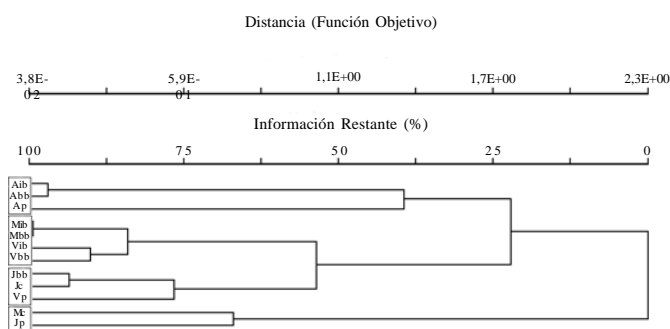 Distancia (Función Objetivo)
3,8E-02 5,9E-01 1,1E+00 1,7E+00 2,3E+00
Información Restante (%)
100 75 50 25 0
Aib
Abb
Ap
Mib
Mbb
Vib
Vbb
Jbb
Jc
Vp
Mc
Jp